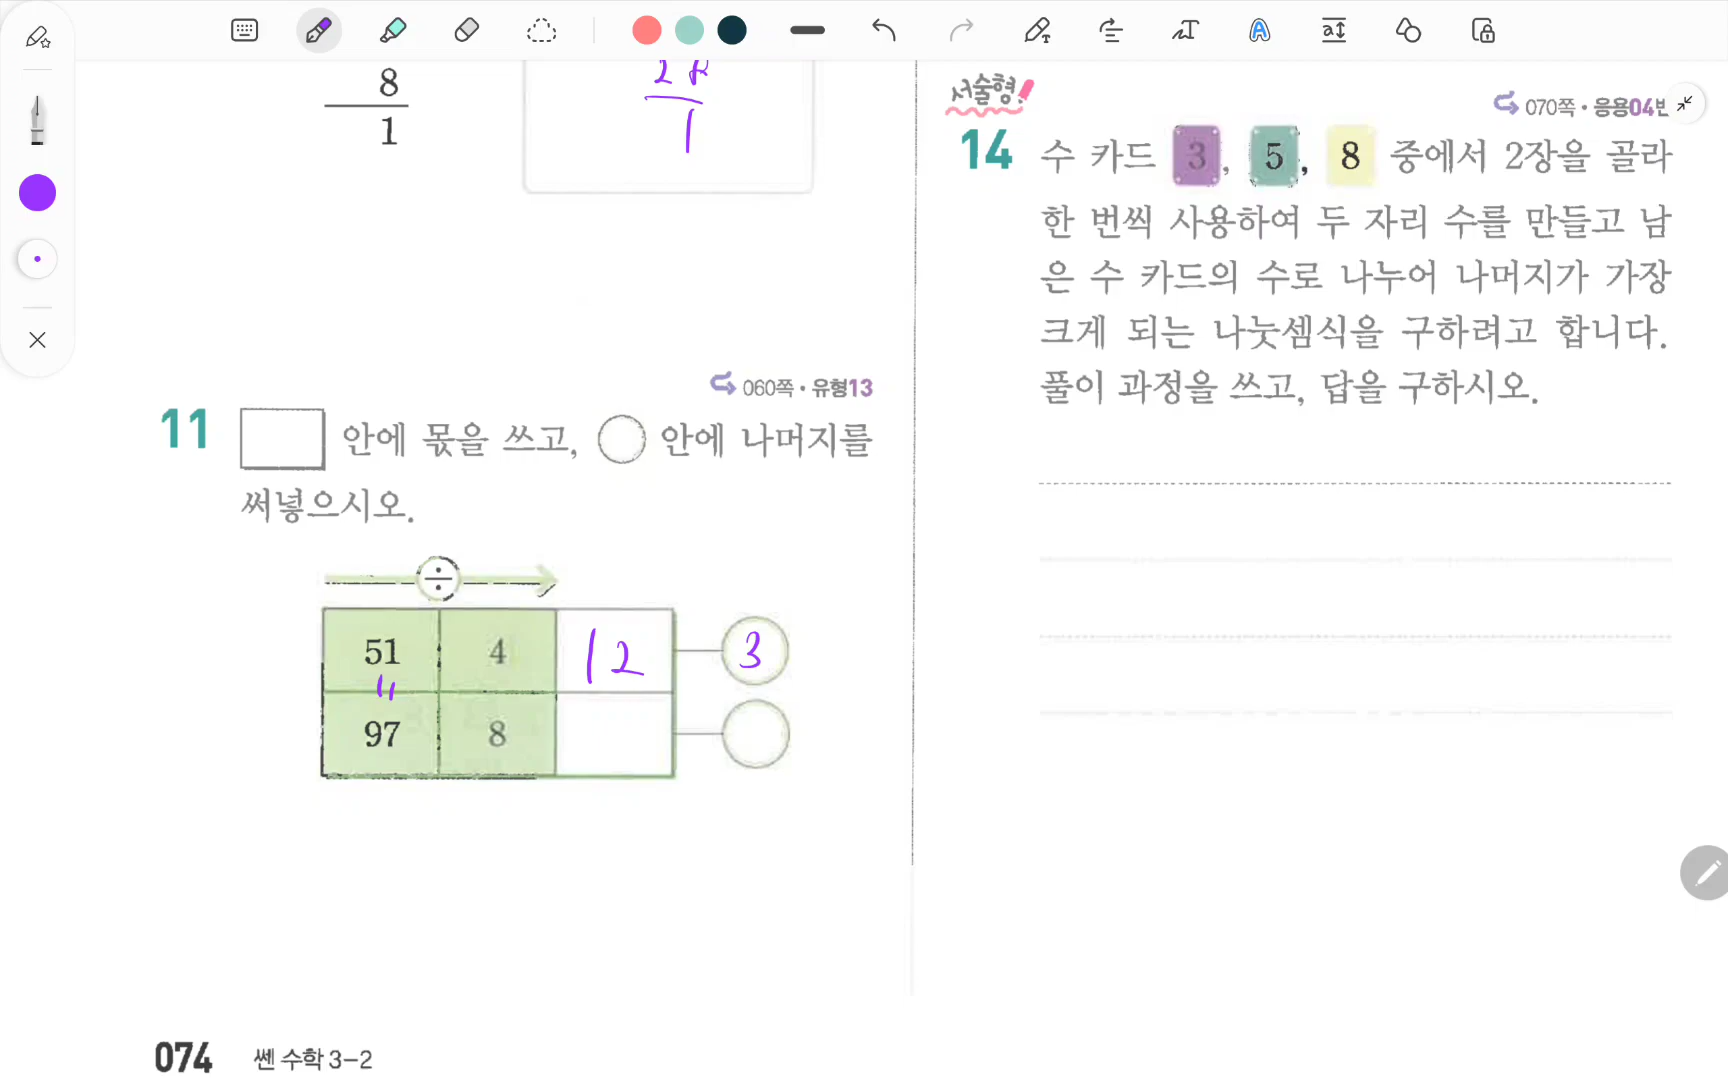 8
1
1
060쪽 • 유형13
11 안에 몫을 쓰고, 안에 나머지를
써넣으시오.
÷
51 4 12 3
97 8
074 쎈 수학 3-2
서술형!
070쪽 • 응용04번
14 수 카드 3, 5, 8 중에서 2장을 골라
한 번씩 사용하여 두 자리 수를 만들고 남
은 수 카드의 수로 나누어 나머지가 가장
크게 되는 나눗셈식을 구하려고 합니다.
풀이 과정을 쓰고, 답을 구하시오.